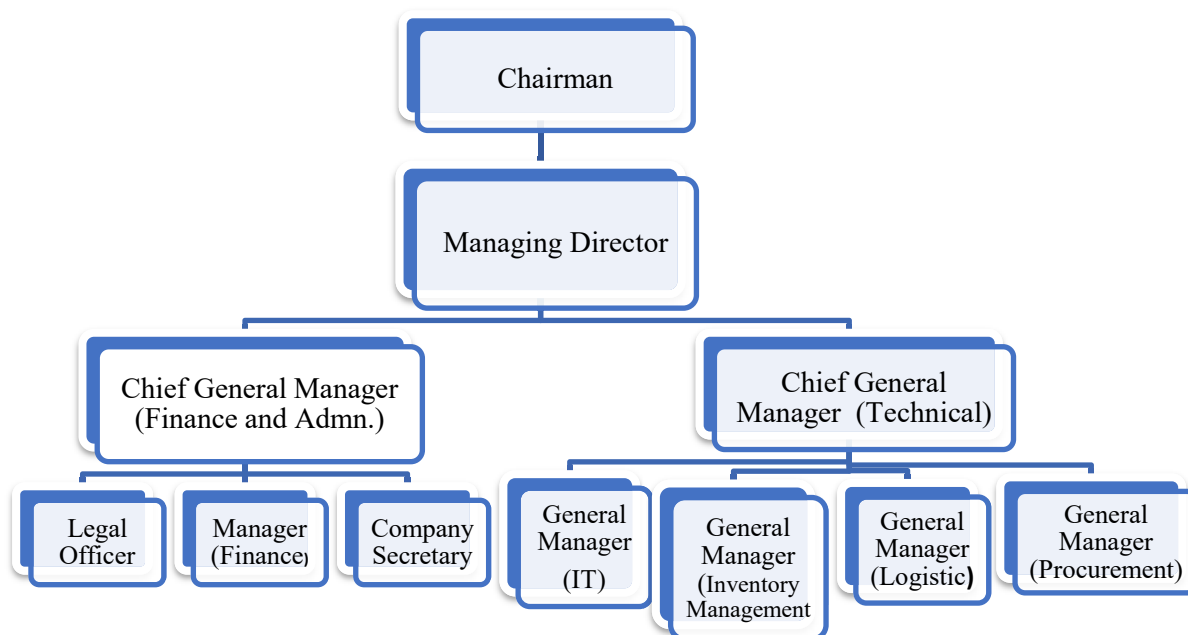 Chairman
Managing Director
Chief General Manager
(Finance and Admn.)
Chief General
Manager (Technical)
Legal
Officer
Manager
(Finance)
Company
Secretary
General
Manager
(IT)
General
Manager
(Inventory
Management
General
Manager
(Logistic)
General
Manager
(Procurement)